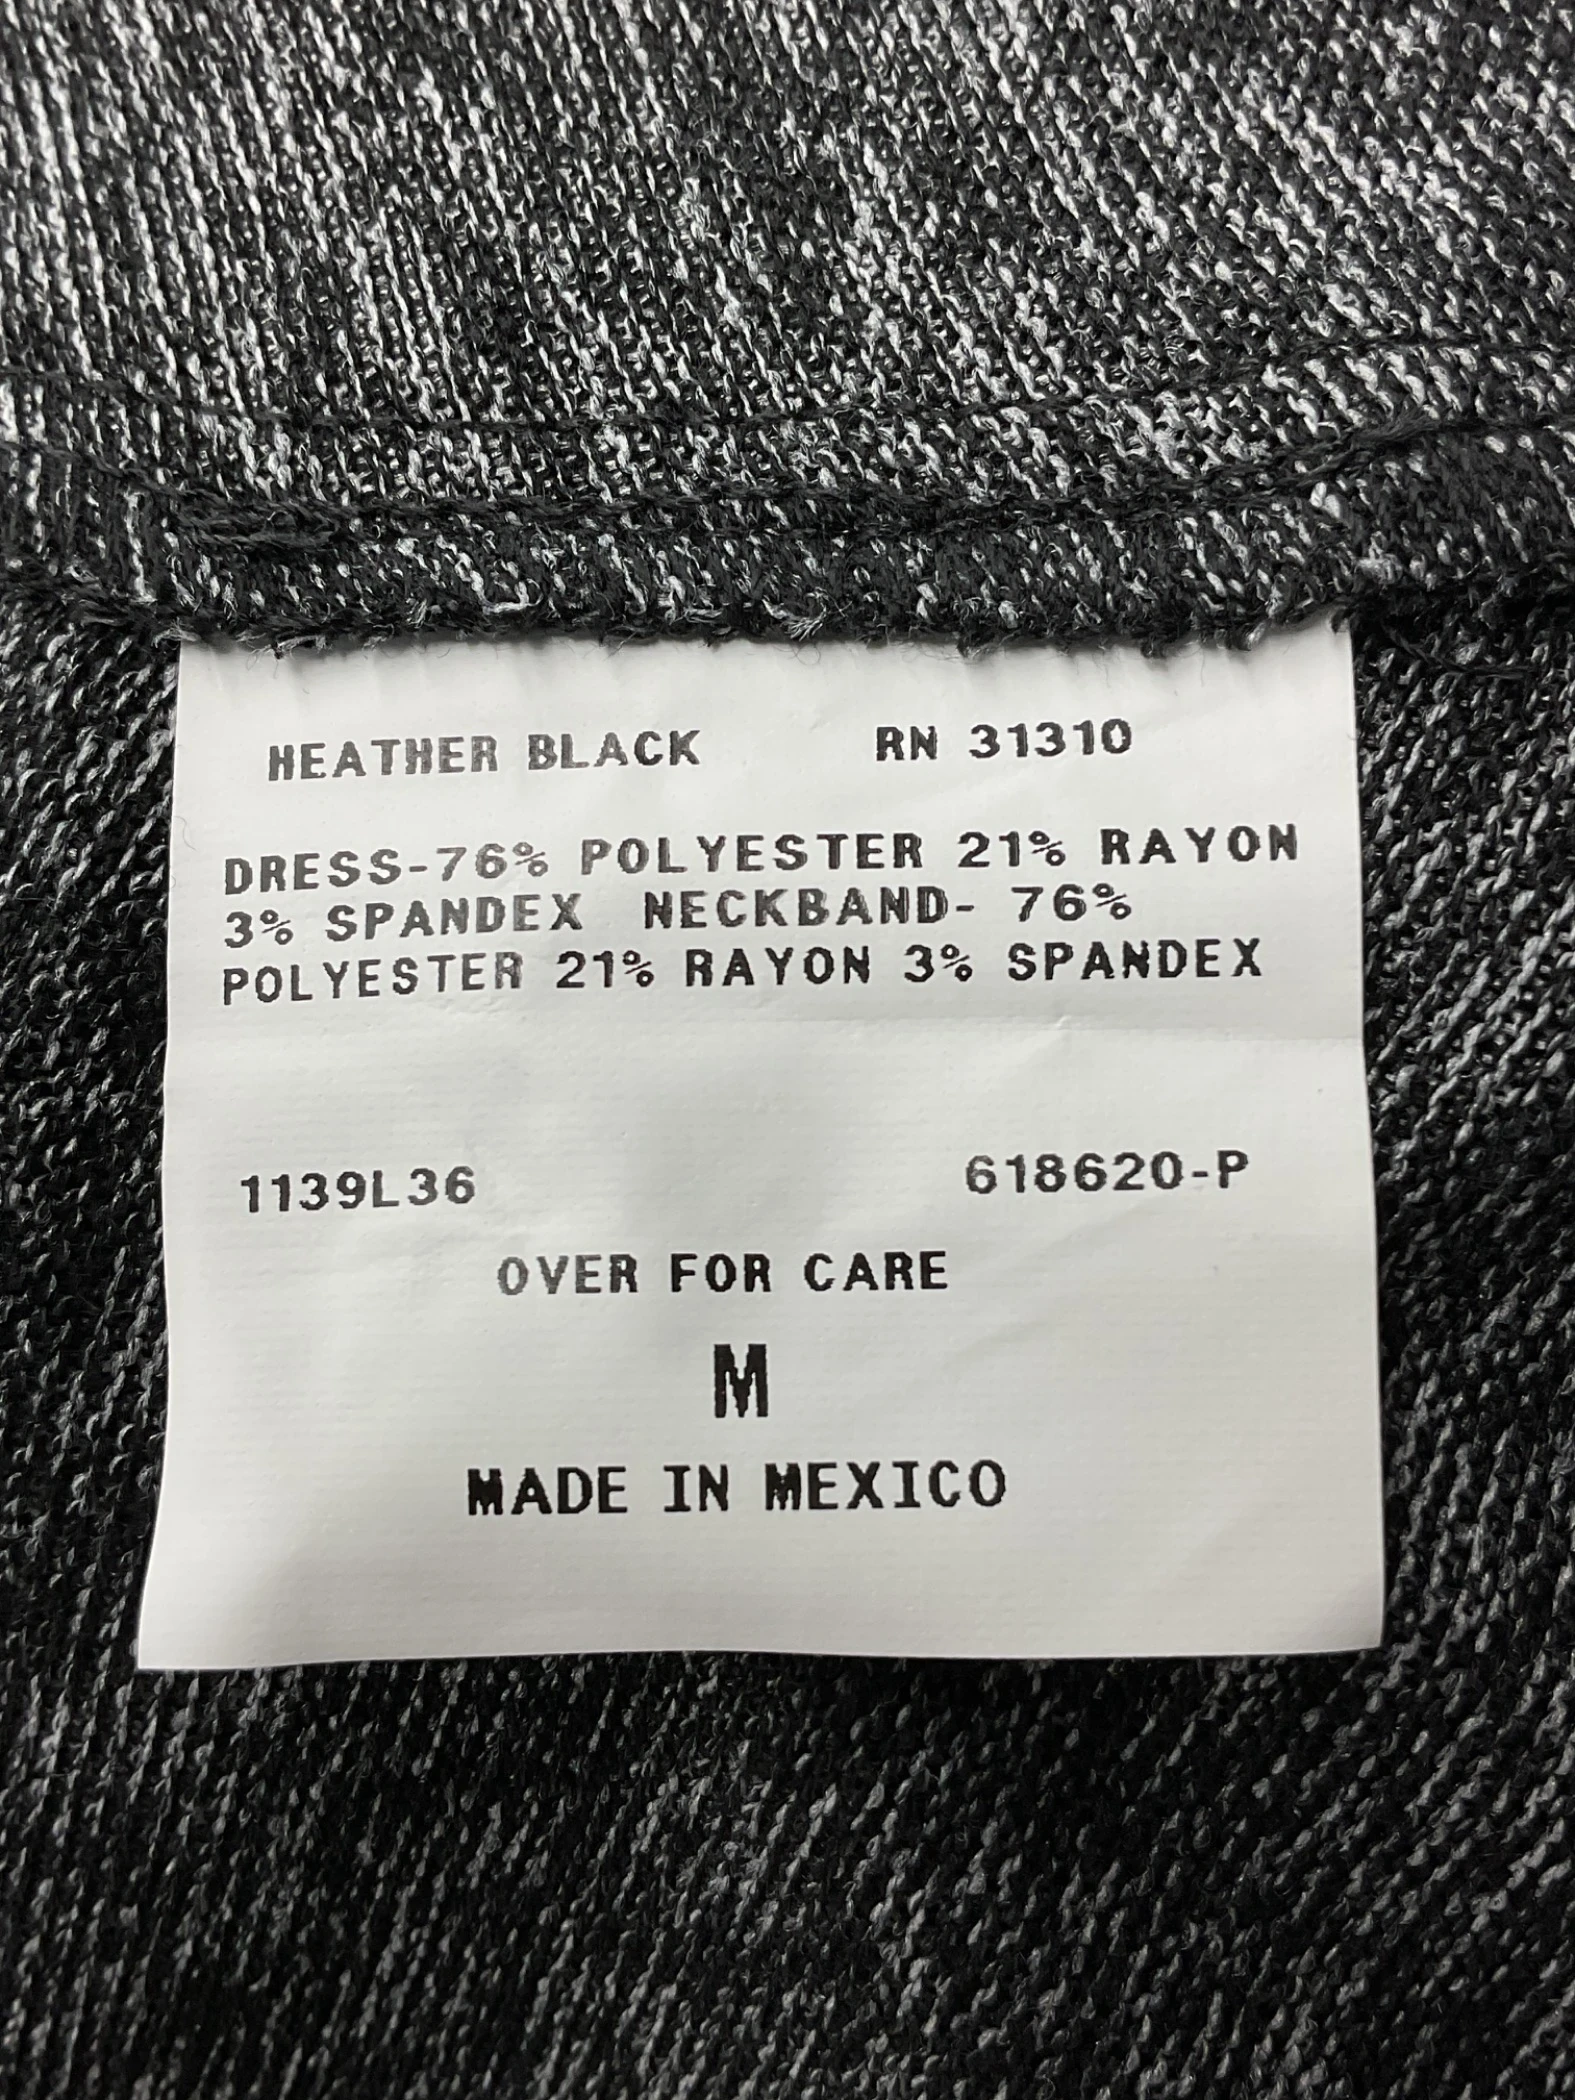 HEATHER BLACK RN 31310
DRESS-76% POLYESTER 21% RAYON
3% SPANDEX NECKBAND- 76%
POLYESTER 21% RAYON 3% SPANDEX
1139L36 618620-P
OVER FOR CARE
M
MADE IN MEXICO